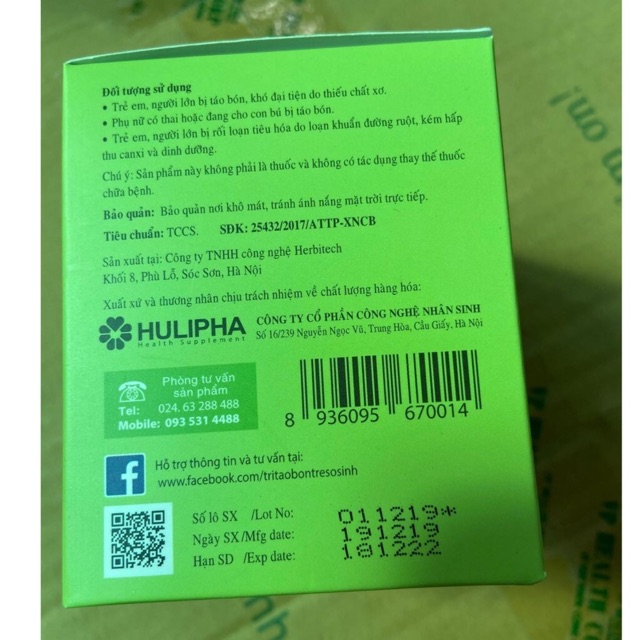 Đối tượng sử dụng
• Trẻ em, người lớn bị táo bón, khó đại tiện do thiếu chất xơ.
• Phụ nữ có thai hoặc đang cho con bú bị táo bón.
• Trẻ em, người lớn bị rối loạn tiêu hóa do loạn khuẩn đường ruột, kém hấp
thu canxi và dinh dưỡng.
Chú ý: Sản phẩm này không phải là thuốc và không có tác dụng thay thế thuốc
chữa bệnh.
Bảo quản: Bảo quản nơi khô mát, tránh ánh nắng mặt trời trực tiếp.
Tiêu chuẩn: TCCS. SĐK: 25432/2017/ATTP-XNCB
Sản xuất tại: Công ty TNHH công nghệ Herbitech
Khối 8, Phù Lỗ, Sóc Sơn, Hà Nội
Xuất xứ và thương nhân chịu trách nhiệm về chất lượng hàng hóa:
HULIPHA
Health Supplement
CÔNG TY CỔ PHẦN CÔNG NGHỆ NHÂN SINH
Số 16/239 Nguyễn Ngọc Vũ, Trung Hòa, Cầu Giấy, Hà Nội
Phòng tư vấn
sản phẩm
Tel: 024. 63 288 488
Mobile: 093 531 4488
8 936095 670014
Hỗ trợ thông tin và tư vấn tại:
www.facebook.com/tritaobontresosinh
Số lô SX /Lot No: 011219*
Ngày SX/Mfg date: 191219
Hạn SD /Exp date: 181222